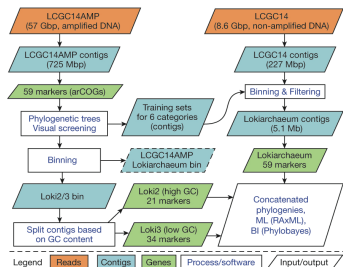 LCGC14AMP
(57 Gbp, amplified DNA)
LCGC14
(8.6 Gbp, non-amplified DNA)
LCGC14AMP contigs
(725 Mbp)
LCGC14 contigs
(227 Mbp)
59 markers (arCOGs)
Training sets
for 6 categories
(contigs)
Binning & Filtering
Phylogenetic trees
Visual screening
Lokiarchaeum contigs
(5.1 Mb)
Binning
LCGC14AMP
Lokiarchaeum bin
Lokiarchaeum
59 markers
Loki2/3 bin
Loki2 (high GC)
21 markers
Split contigs based
on GC content
Loki3 (low GC)
34 markers
Concatenated
phylogenies,
ML (RAxML),
BI (Phylobayes)
Legend
Reads
Contigs
Genes
Process/software
Input/output